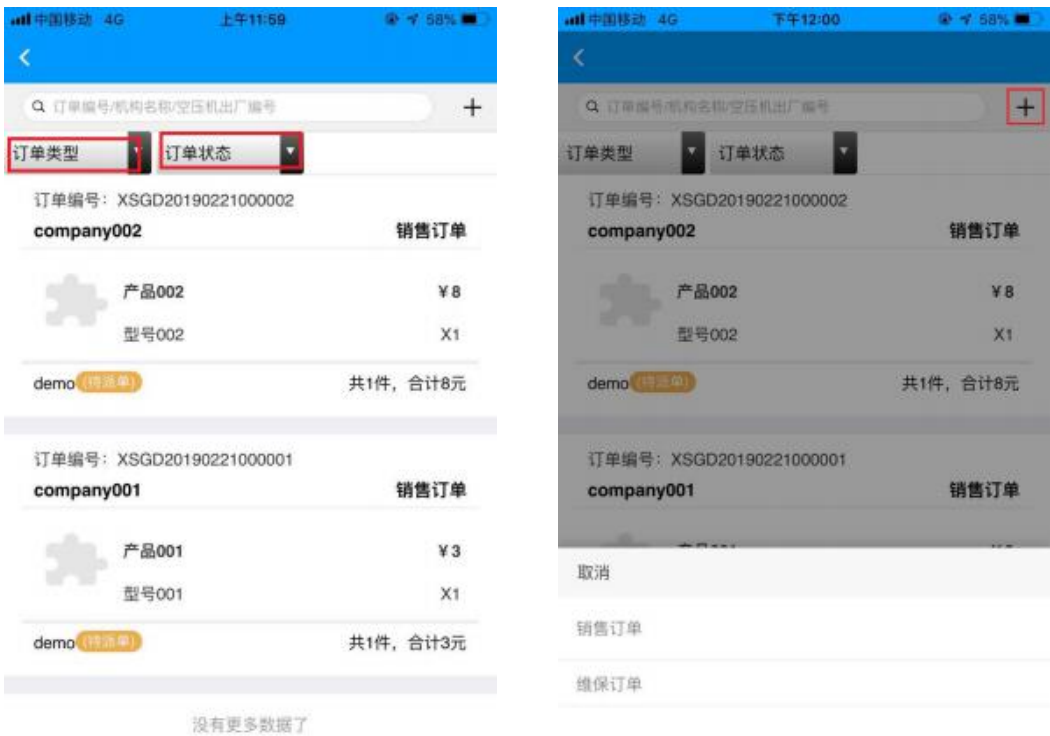 中国移动 4G 上午11:59 58%
订单编号/机构名称/空压机出厂编号
订单类型 订单状态
订单编号：XSGD20190221000002
company002 销售订单
产品002 ¥8
型号002 X1
demo(待派单) 共1件，合计8元
订单编号：XSGD20190221000001
company001 销售订单
产品001 ¥3
型号001 X1
demo(待派单) 共1件，合计3元
没有更多数据了
中国移动 4G 下午12:00 58%
订单编号/机构名称/空压机出厂编号
订单类型 订单状态
订单编号：XSGD20190221000002
company002 销售订单
产品002 ¥8
型号002 X1
demo(待派单) 共1件，合计8元
订单编号：XSGD20190221000001
company001 销售订单
取消
销售订单
维保订单